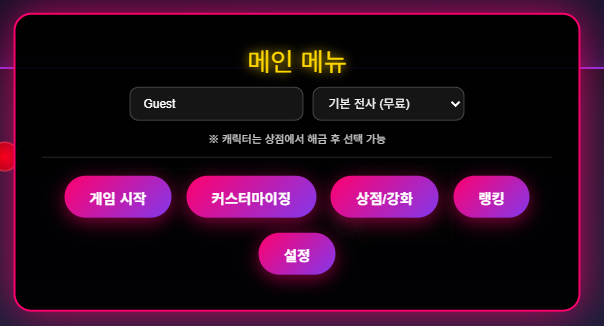 메인 메뉴
Guest 기본 전사 (무료)
※ 캐릭터는 상점에서 해금 후 선택 가능
게임 시작 커스터마이징 상점/강화 랭킹
설정